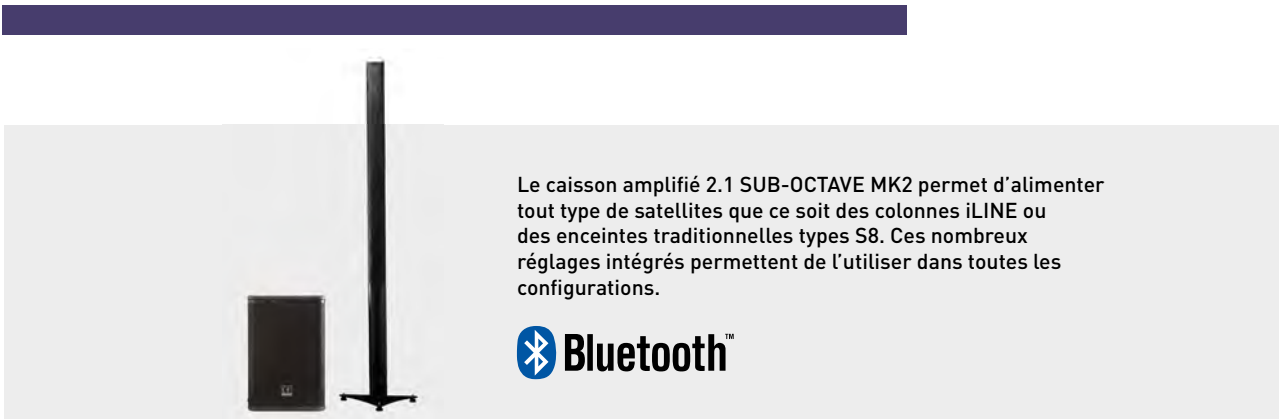 Le caisson amplifié 2.1 SUB-OCTAVE MK2 permet d’alimenter
tout type de satellites que ce soit des colonnes iLINE ou
des enceintes traditionnelles types S8. Ces nombreux
réglages intégrés permettent de l’utiliser dans toutes les
configurations.
Bluetooth™